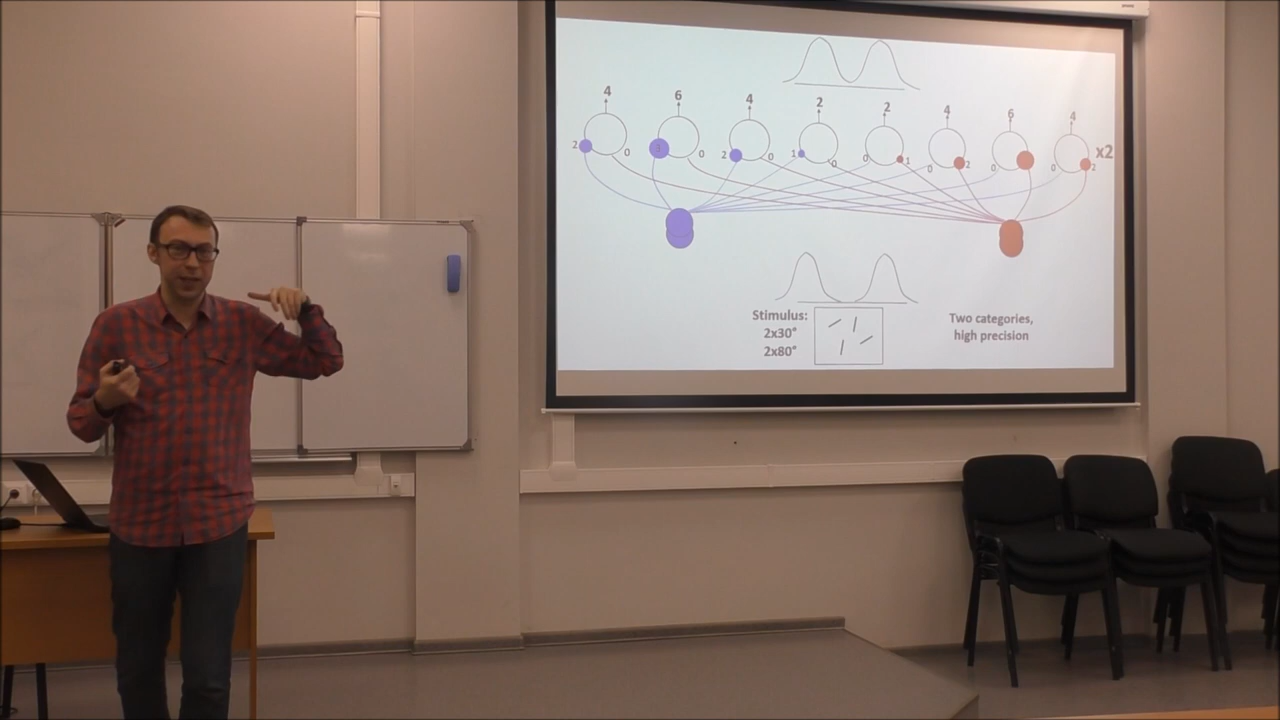 4 6 4 2 2 4 6 4
2 0 3 0 2 0 1 0 0 1 0 2 0 0 2 x2
Stimulus:
2x30°
2x80°
Two categories,
high precision